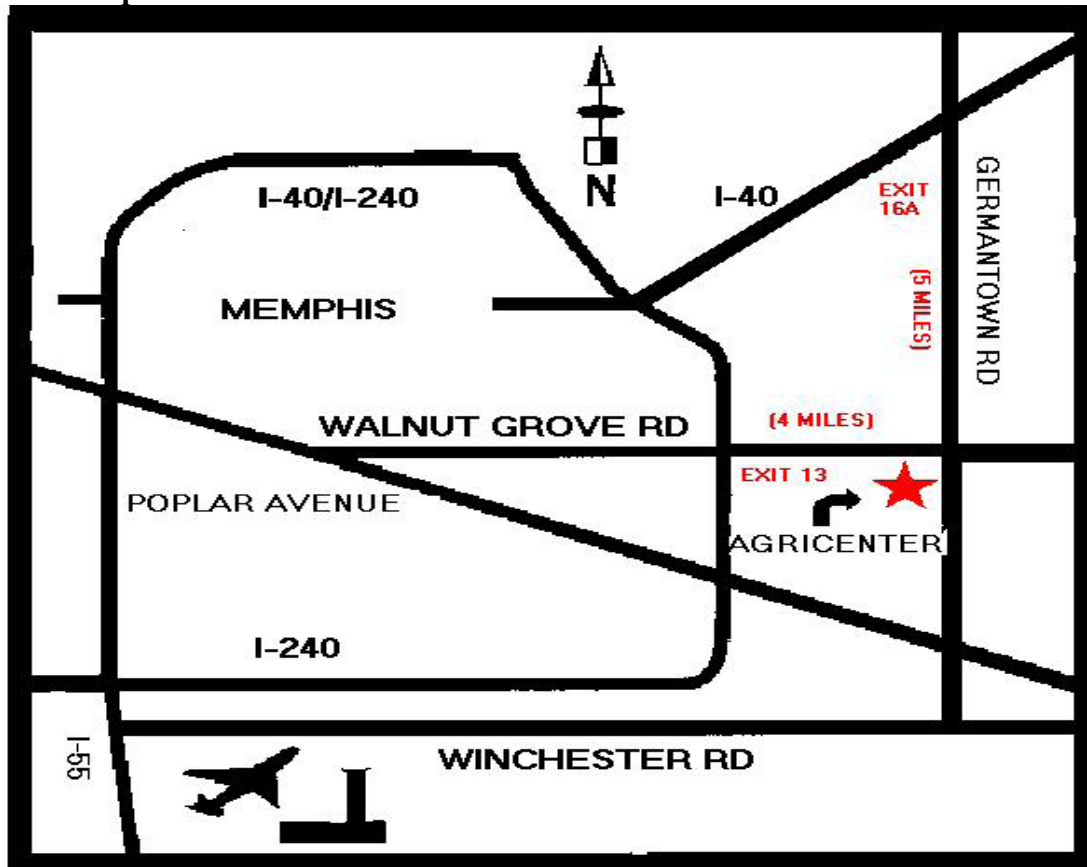 N
I-40/I-240
I-40
EXIT
16A
GERMANTOWN RD
(5 MILES)
MEMPHIS
WALNUT GROVE RD
(4 MILES)
EXIT 13
POPLAR AVENUE
AGRICENTER
I-240
I-55
WINCHESTER RD